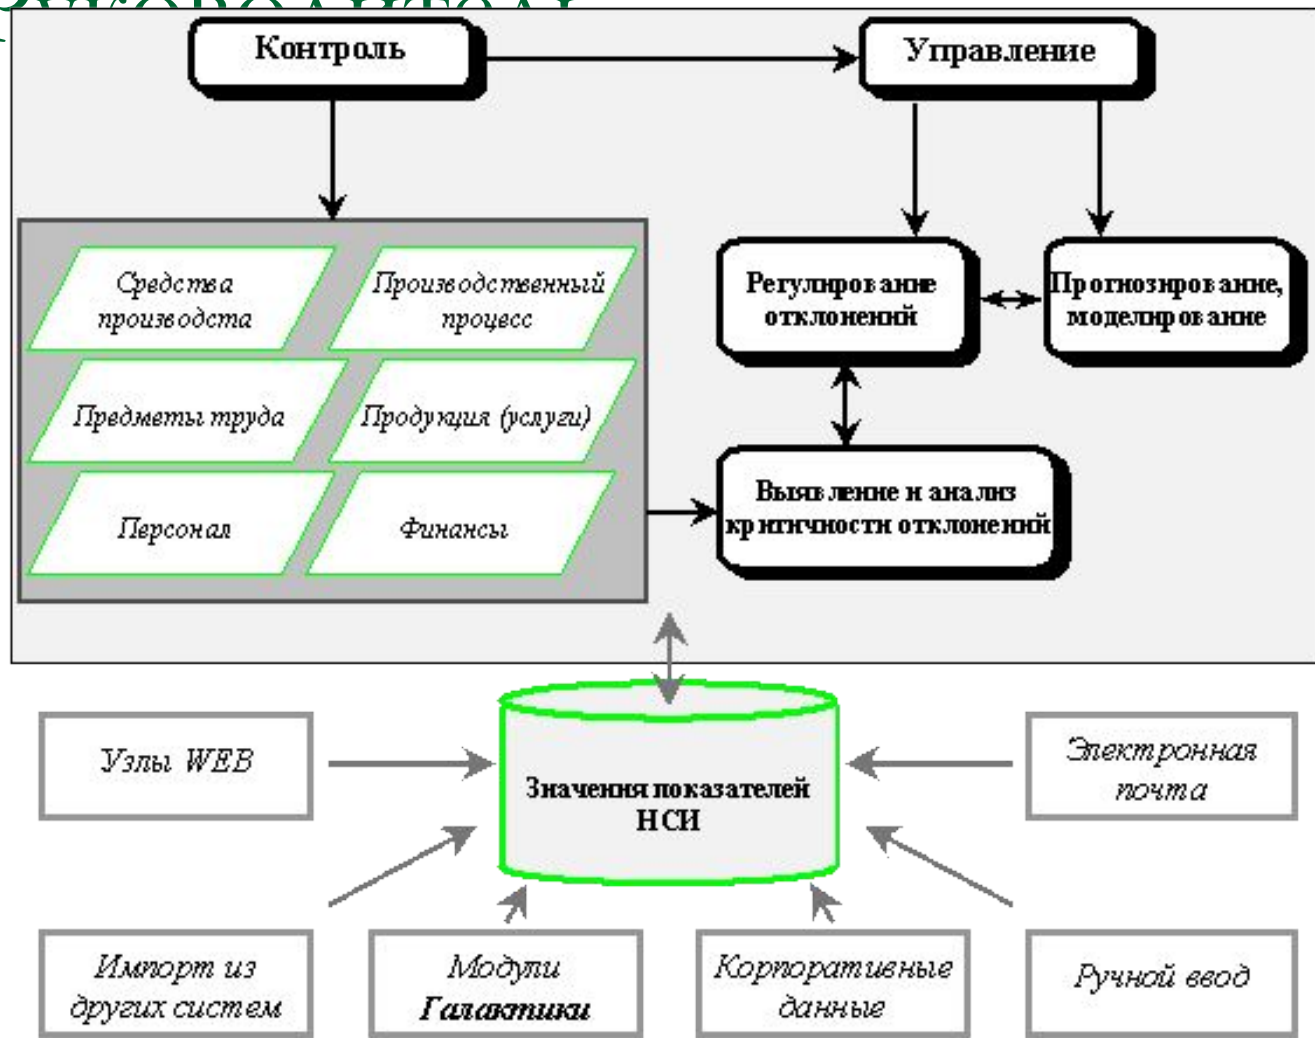 Контроль
Управление
Средства
производста
Производственный
процесс
Предметы труда
Продукция (услуги)
Персонал
Финансы
Регулирование
отклонений
Прогнозирование,
моделирование
Выявление и анализ
критичности отклонений
Значения показателей
НСИ
Узлы WEB
Электронная
почта
Импорт из
других систем
Модули
Галактики
Корпоративные
данные
Ручной ввод